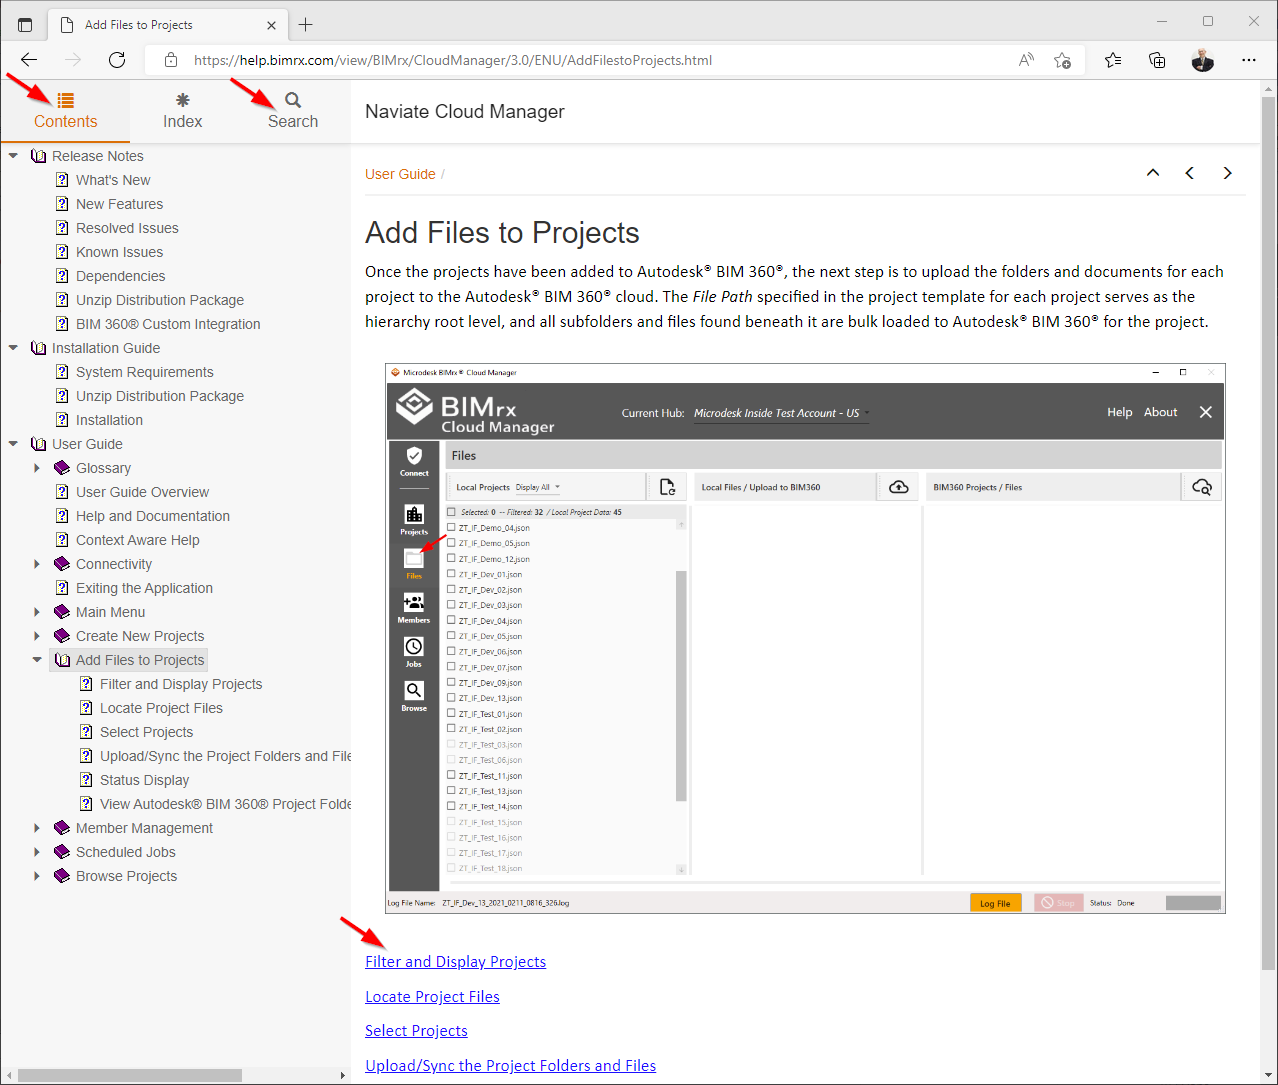 Add Files to Projects
https://help.bimrx.com/view/BIMrx/CloudManager/3.0/ENU/AddFilestoProjects.html
Contents
Index
Search
Naviate Cloud Manager
Release Notes
What's New
New Features
Resolved Issues
Known Issues
Dependencies
Unzip Distribution Package
BIM 360® Custom Integration
Installation Guide
System Requirements
Unzip Distribution Package
Installation
User Guide
Glossary
User Guide Overview
Help and Documentation
Context Aware Help
Connectivity
Exiting the Application
Main Menu
Create New Projects
Add Files to Projects
Filter and Display Projects
Locate Project Files
Select Projects
Upload/Sync the Project Folders and File
Status Display
View Autodesk® BIM 360® Project Folde
Member Management
Scheduled Jobs
Browse Projects
User Guide /
Add Files to Projects
Once the projects have been added to Autodesk® BIM 360®, the next step is to upload the folders and documents for each
project to the Autodesk® BIM 360® cloud. The File Path specified in the project template for each project serves as the
hierarchy root level, and all subfolders and files found beneath it are bulk loaded to Autodesk® BIM 360® for the project.
Microdesk BIMrx® Cloud Manager
BIMrx
Cloud Manager
Current Hub: Microdesk Inside Test Account - US
Help About
Connect
Projects
Files
Members
Jobs
Browse
Files
Local Projects Display All
Local Files / Upload to BIM360
BIM360 Projects / Files
Selected: 0 -- Filtered: 32 / Local Project Data: 45
ZT_IF_Demo_04.json
ZT_IF_Demo_05.json
ZT_IF_Demo_12.json
ZT_IF_Dev_01.json
ZT_IF_Dev_02.json
ZT_IF_Dev_03.json
ZT_IF_Dev_04.json
ZT_IF_Dev_05.json
ZT_IF_Dev_06.json
ZT_IF_Dev_07.json
ZT_IF_Dev_09.json
ZT_IF_Dev_13.json
ZT_IF_Test_01.json
ZT_IF_Test_02.json
ZT_IF_Test_03.json
ZT_IF_Test_06.json
ZT_IF_Test_11.json
ZT_IF_Test_13.json
ZT_IF_Test_14.json
ZT_IF_Test_15.json
ZT_IF_Test_16.json
ZT_IF_Test_17.json
ZT_IF_Test_18.json
Log File Name: ZT_IF_Dev_13_2021_0211_0816_326.log
Log File
Stop
Status: Done
Filter and Display Projects
Locate Project Files
Select Projects
Upload/Sync the Project Folders and Files